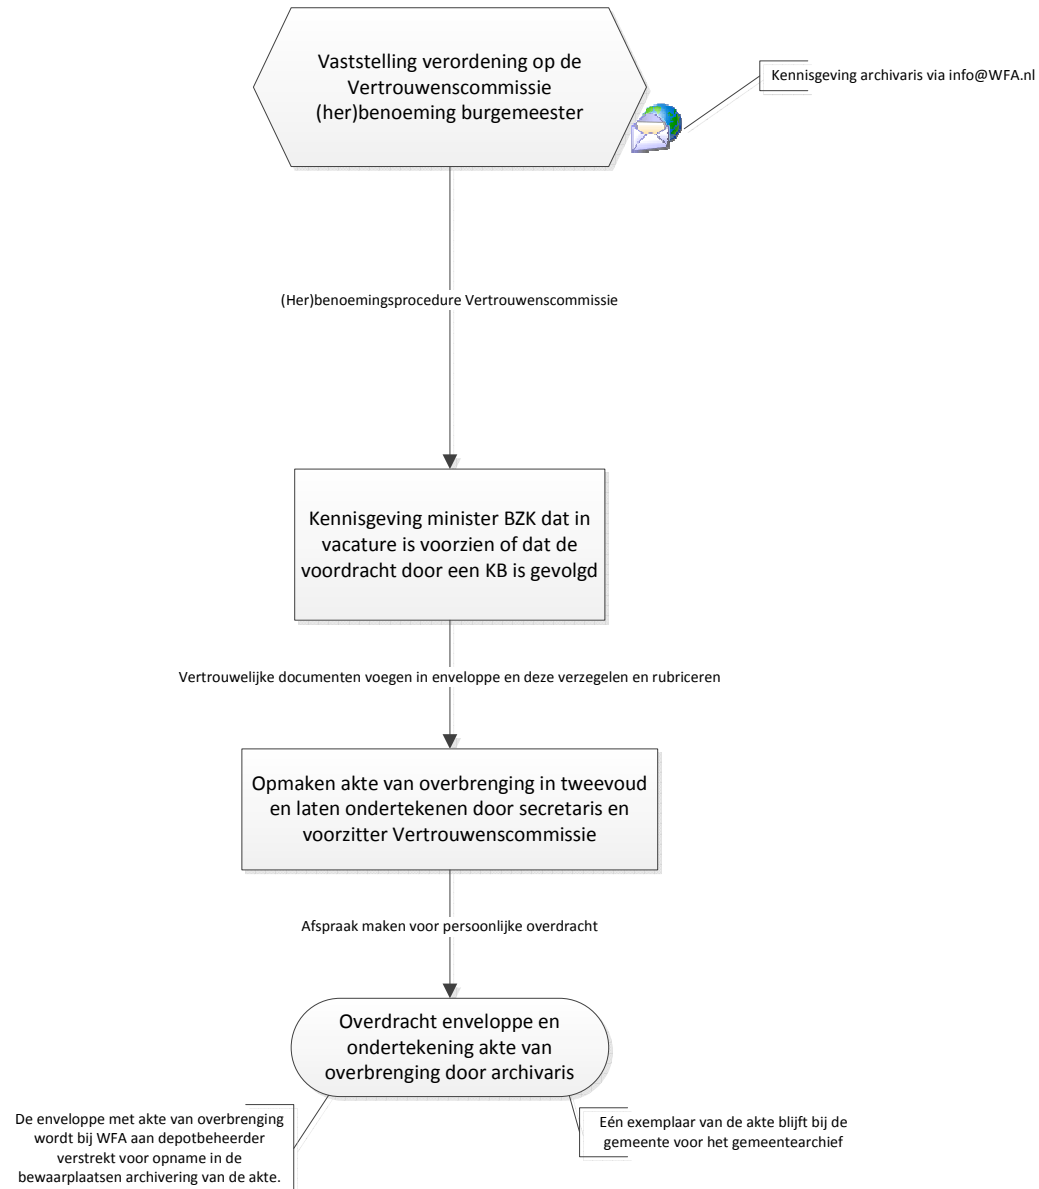 Vaststelling verordening op de
Vertrouwenscommissie
(her)benoeming burgemeester
Kennisgeving archivaris via info@WFA.nl
(Her)benoemingsprocedure Vertrouwenscommissie
Kennisgeving minister BZK dat in
vacature is voorzien of dat de
voordracht door een KB is gevolgd
Vertrouwelijke documenten voegen in enveloppe en deze verzegelen en rubriceren
Opmaken akte van overbrenging in tweevoud
en laten ondertekenen door secretaris en
voorzitter Vertrouwenscommissie
Afspraak maken voor persoonlijke overdracht
Overdracht enveloppe en
ondertekening akte van
overbrenging door archivaris
De enveloppe met akte van overbrenging
wordt bij WFA aan depotbeheerder
verstrekt voor opname in de
bewaarplaatsen archivering van de akte.
Eén exemplaar van de akte blijft bij de
gemeente voor het gemeentearchief